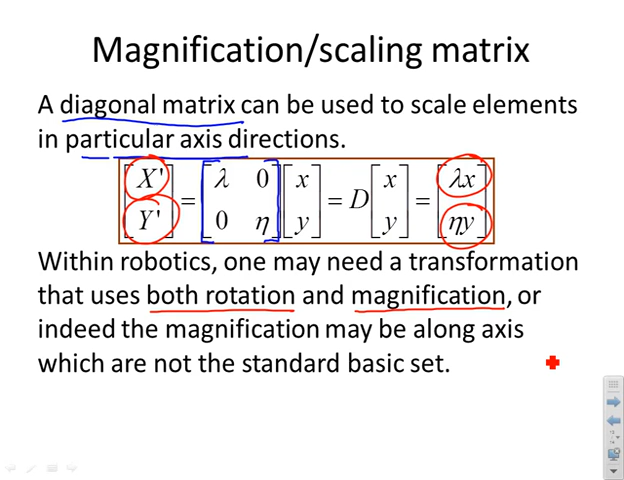 Magnification/scaling matrix
A diagonal matrix can be used to scale elements
in particular axis directions.
[X'; Y'] = [λ 0; 0 η] [x; y] = D [x; y] = [λx; ηy]
Within robotics, one may need a transformation
that uses both rotation and magnification, or
indeed the magnification may be along axis
which are not the standard basic set.